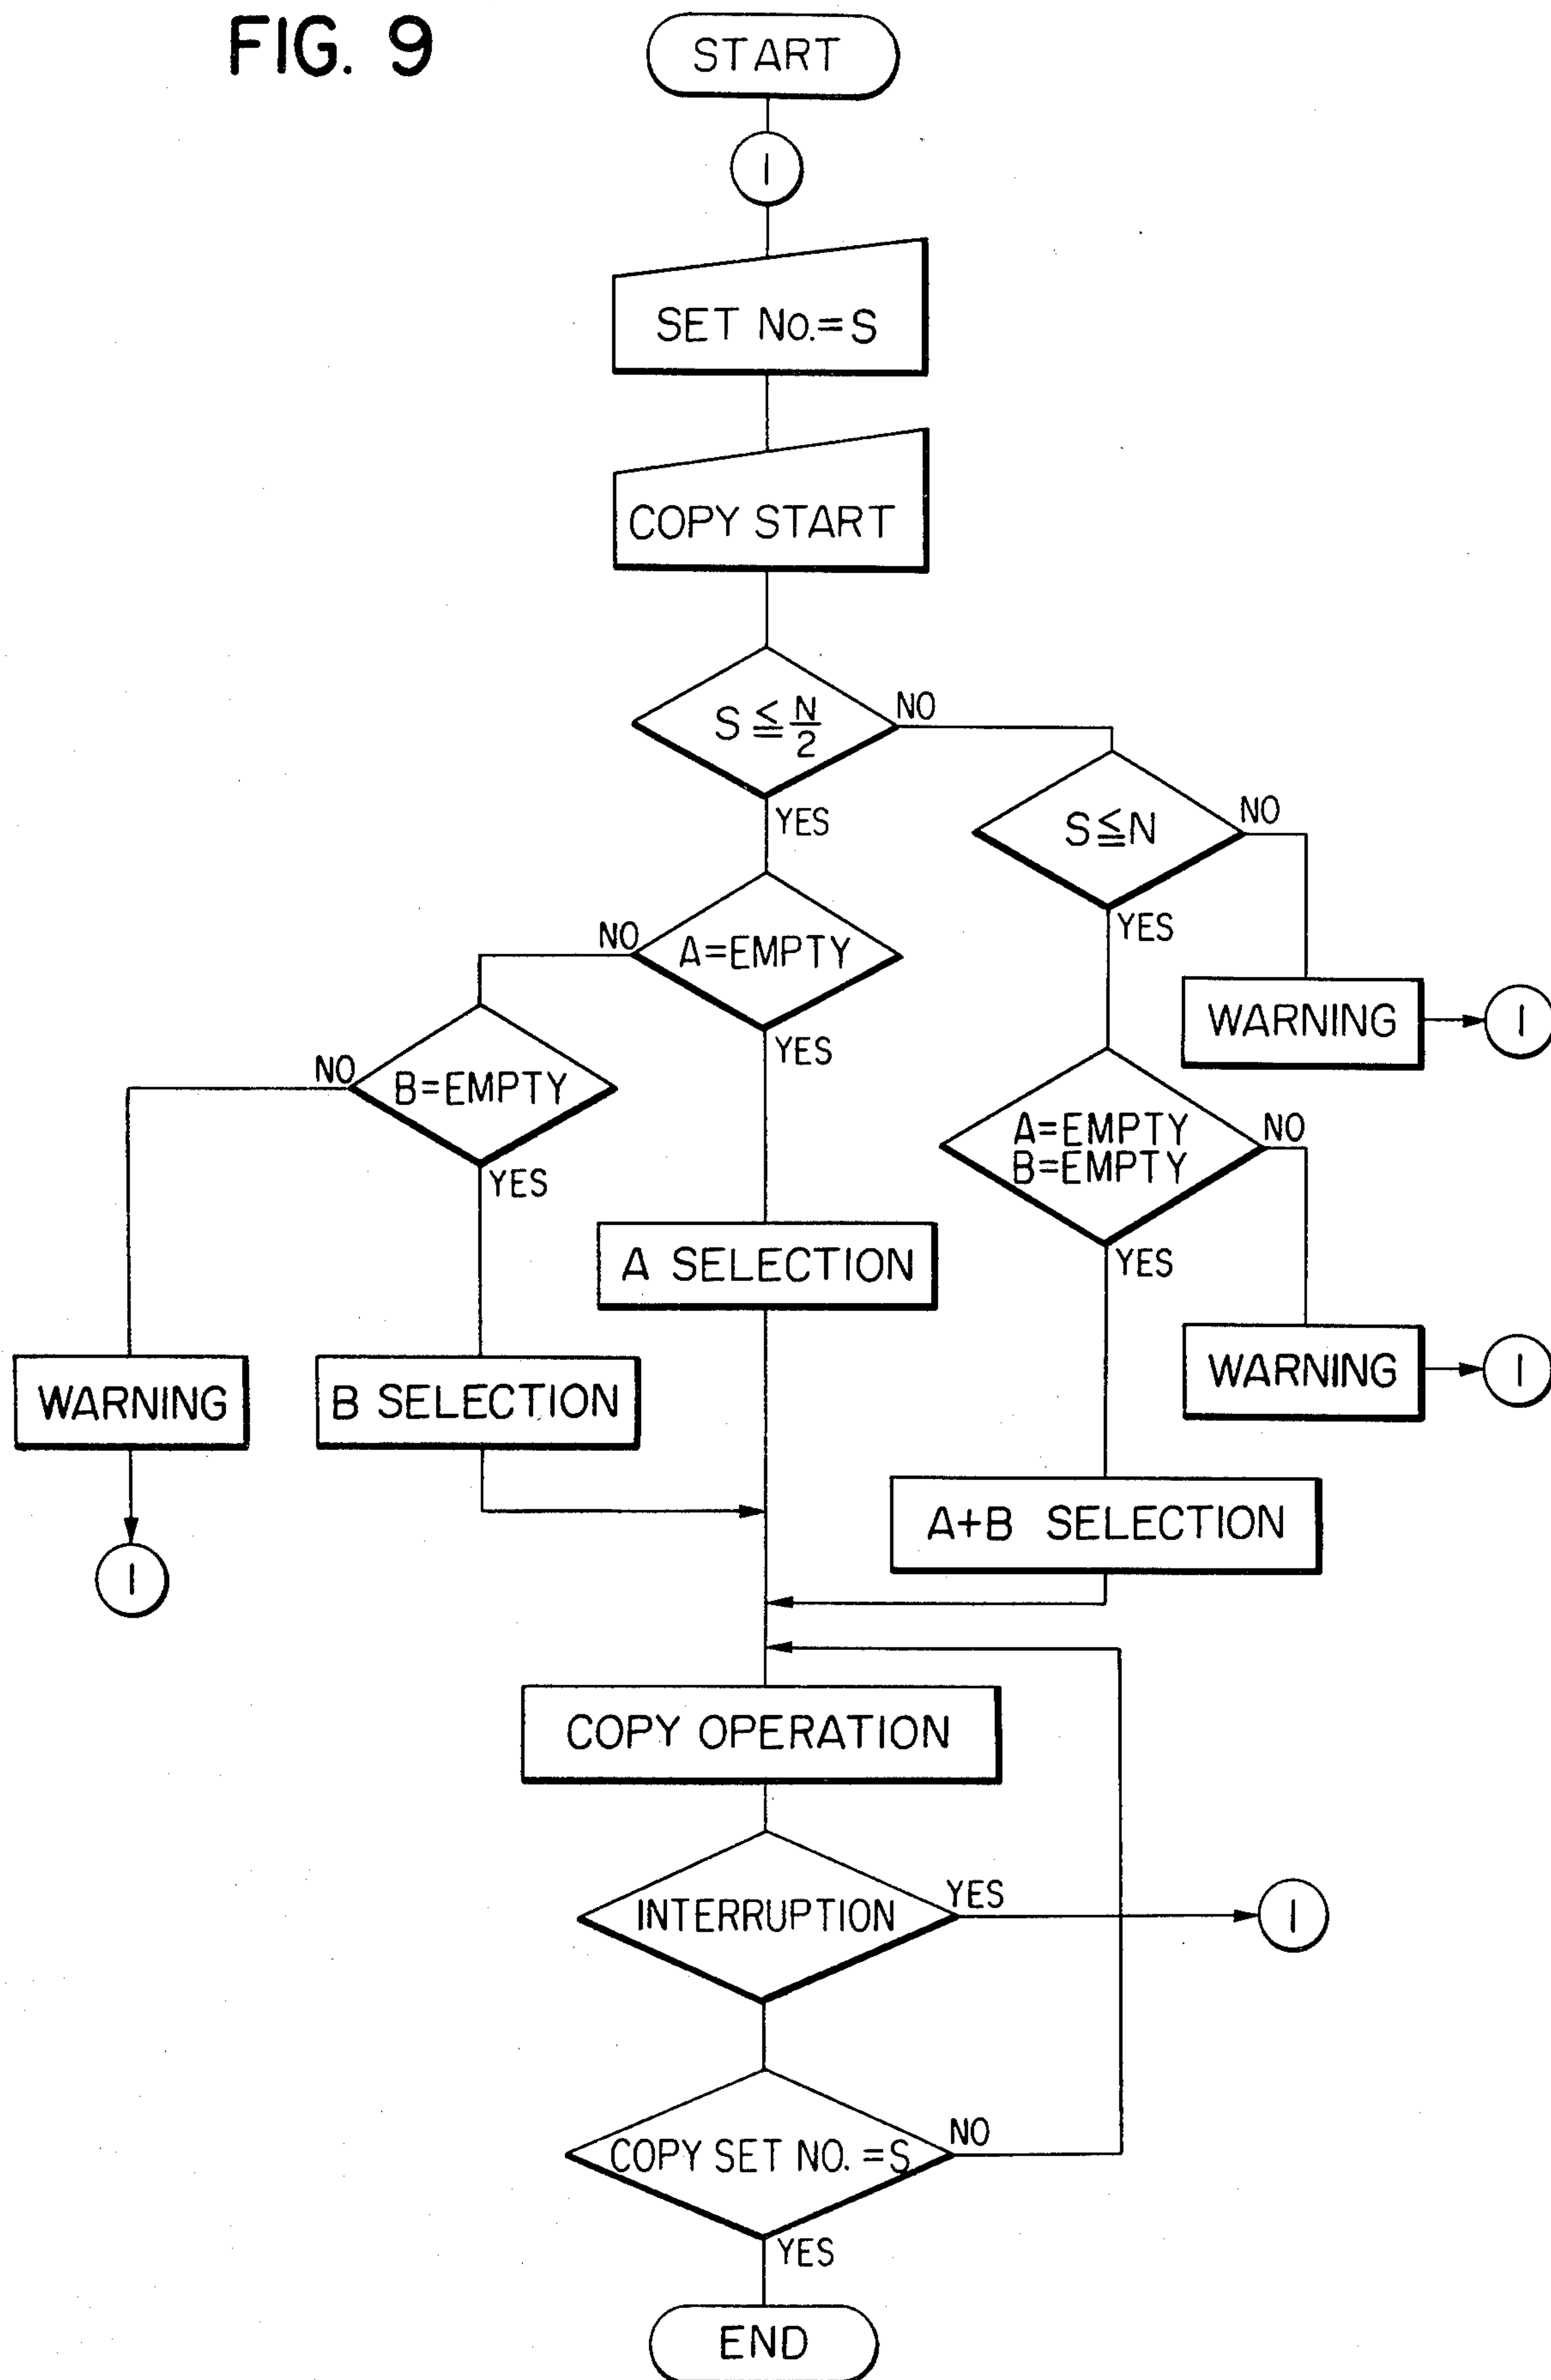 FIG. 9
START
1
SET No.=S
COPY START
S ≦ N/2
NO
YES
S≦N
NO
YES
A=EMPTY
NO
YES
WARNING
1
B=EMPTY
NO
YES
A=EMPTY
B=EMPTY
NO
YES
A SELECTION
WARNING
1
WARNING
B SELECTION
A+B SELECTION
1
COPY OPERATION
INTERRUPTION
YES
1
COPY SET NO.=S
NO
YES
END